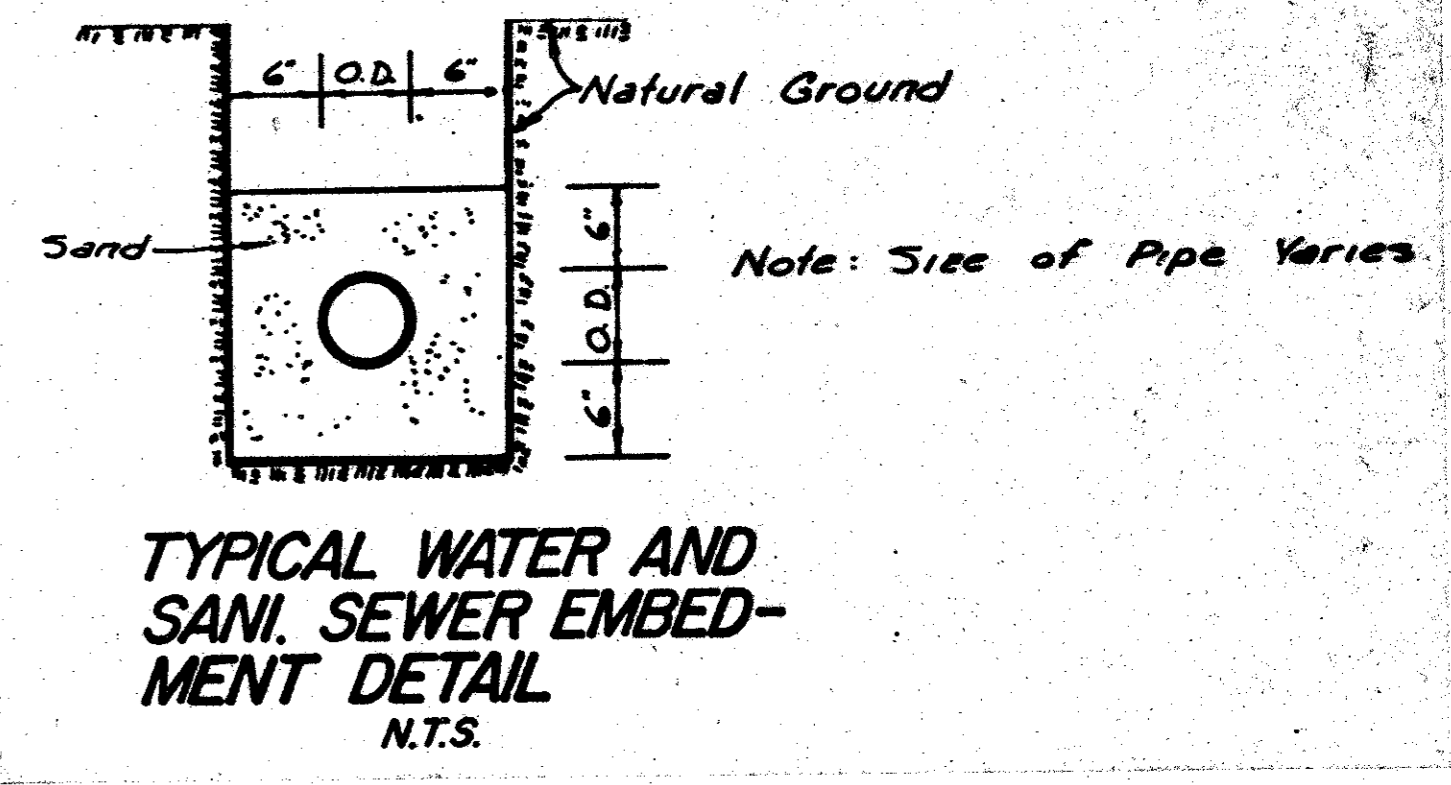 6" O.D. 6"
Natural Ground
Sand
6"
O.D.
6"
Note: Size of Pipe Varies
TYPICAL WATER AND
SANI. SEWER EMBED-
MENT DETAIL
N.T.S.